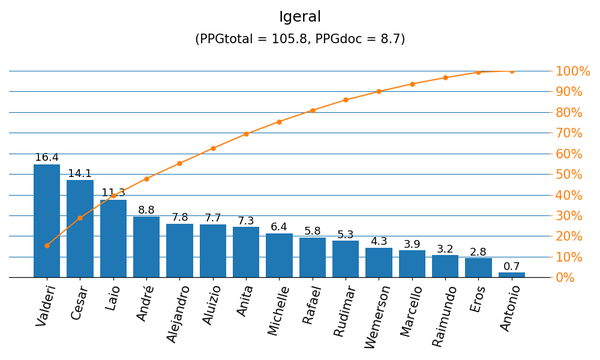 Igeral
(PPGtotal = 105.8, PPGdoc = 8.7)
100%
90%
80%
70%
60%
50%
40%
30%
20%
10%
0%
16.4
14.1
11.3
8.8
7.8
7.7
7.3
6.4
5.8
5.3
4.3
3.9
3.2
2.8
0.7
Valderi
Cesar
Laio
André
Alejandro
Aluizio
Anita
Michelle
Rafael
Rudimar
Wemerson
Marcello
Raimundo
Eros
Antonio